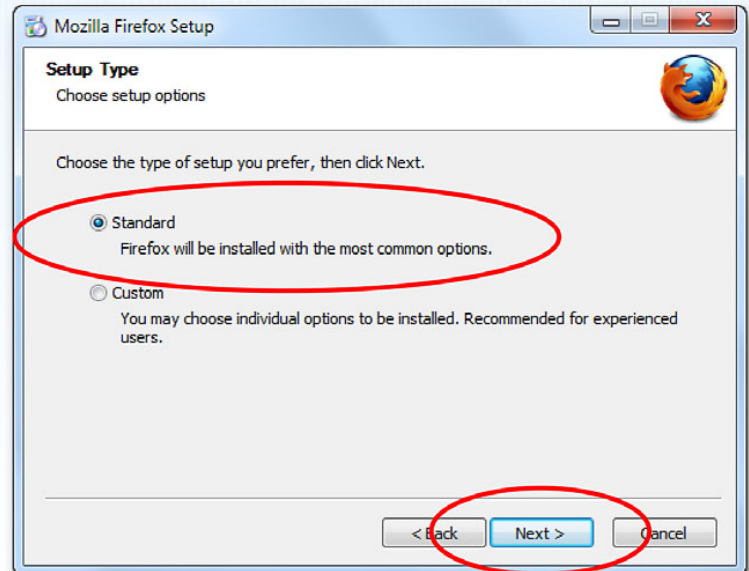 Mozilla Firefox Setup
Setup Type
Choose setup options
Choose the type of setup you prefer, then click Next.
Standard
Firefox will be installed with the most common options.
Custom
You may choose individual options to be installed. Recommended for experienced
users.
< Back Next > Cancel